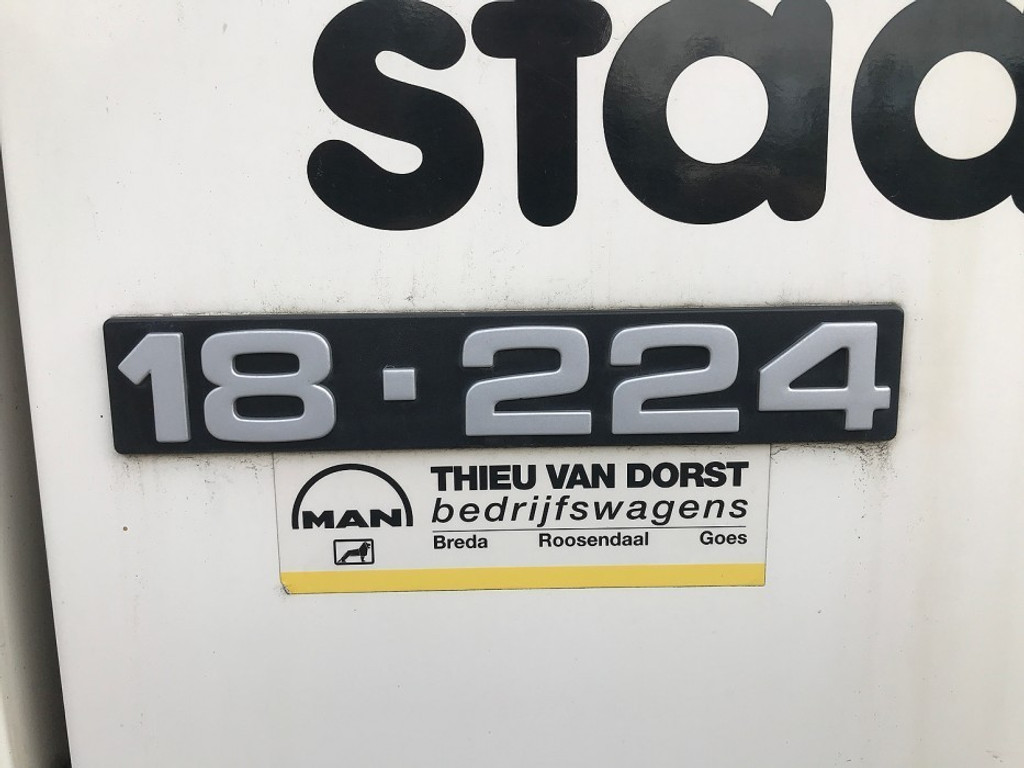 staa
18·224
MAN
THIEU VAN DORST
bedrijfswagens
Breda Roosendaal Goes